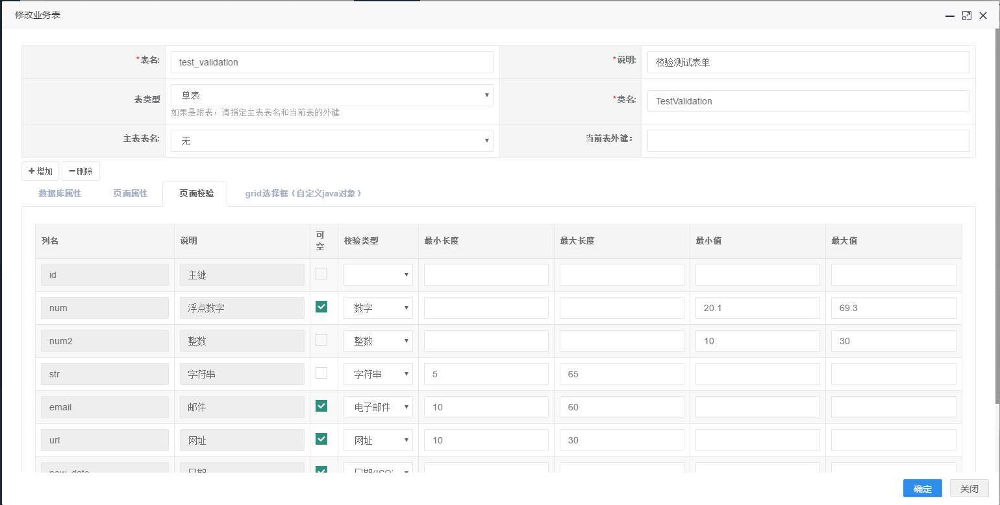 修改业务表
*表名: test_validation *说明: 校验测试表单
表类型 单表 *类名: TestValidation
如果是附表，请指定主表表名和当前表的外键
主表表名: 无 当前表外键：
增加 删除
数据库属性 页面属性 页面校验 grid选择框（自定义java对象）
列名 说明 可空 校验类型 最小长度 最大长度 最小值 最大值
id 主键
num 浮点数字 数字 20.1 69.3
num2 整数 整数 10 30
str 字符串 字符串 5 65
email 邮件 电子邮件 10 60
url 网址 网址 10 30
确定 关闭